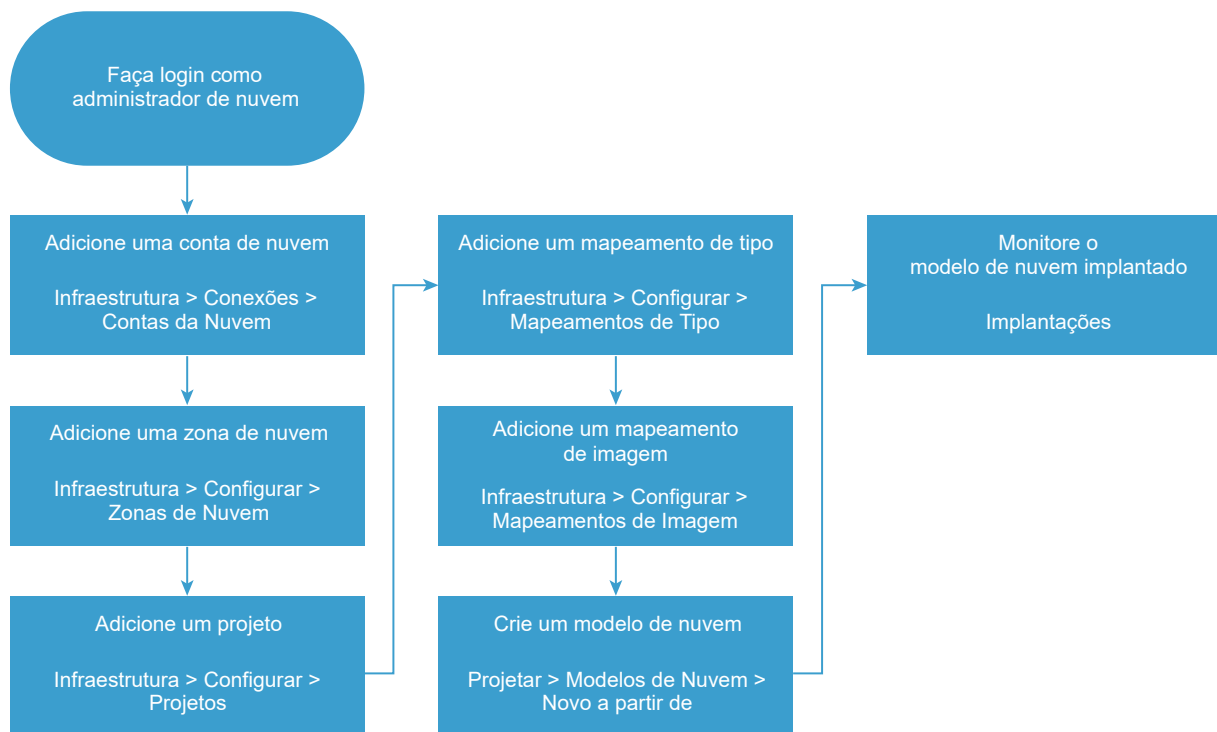 Faça login como
administrador de nuvem
Adicione uma conta de nuvem
Infraestrutura > Conexões >
Contas da Nuvem
Adicione uma zona de nuvem
Infraestrutura > Configurar >
Zonas de Nuvem
Adicione um projeto
Infraestrutura > Configurar >
Projetos
Adicione um mapeamento de tipo
Infraestrutura > Configurar >
Mapeamentos de Tipo
Adicione um mapeamento
de imagem
Infraestrutura > Configurar >
Mapeamentos de Imagem
Crie um modelo de nuvem
Projetar > Modelos de Nuvem >
Novo a partir de
Monitore o
modelo de nuvem implantado
Implantações